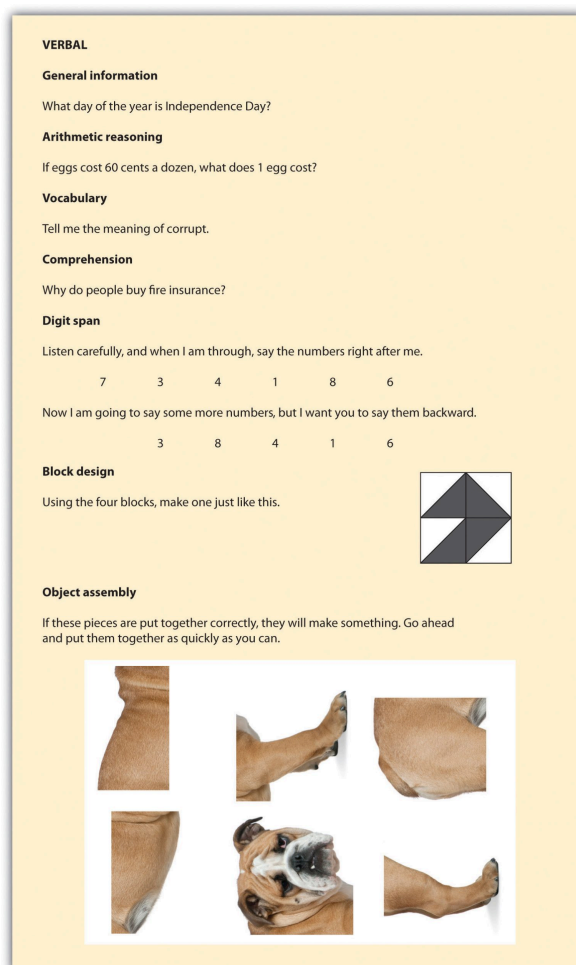 VERBAL
General information
What day of the year is Independence Day?
Arithmetic reasoning
If eggs cost 60 cents a dozen, what does 1 egg cost?
Vocabulary
Tell me the meaning of corrupt.
Comprehension
Why do people buy fire insurance?
Digit span
Listen carefully, and when I am through, say the numbers right after me.
7 3 4 1 8 6
Now I am going to say some more numbers, but I want you to say them backward.
3 8 4 1 6
Block design
Using the four blocks, make one just like this.
Object assembly
If these pieces are put together correctly, they will make something. Go ahead
and put them together as quickly as you can.